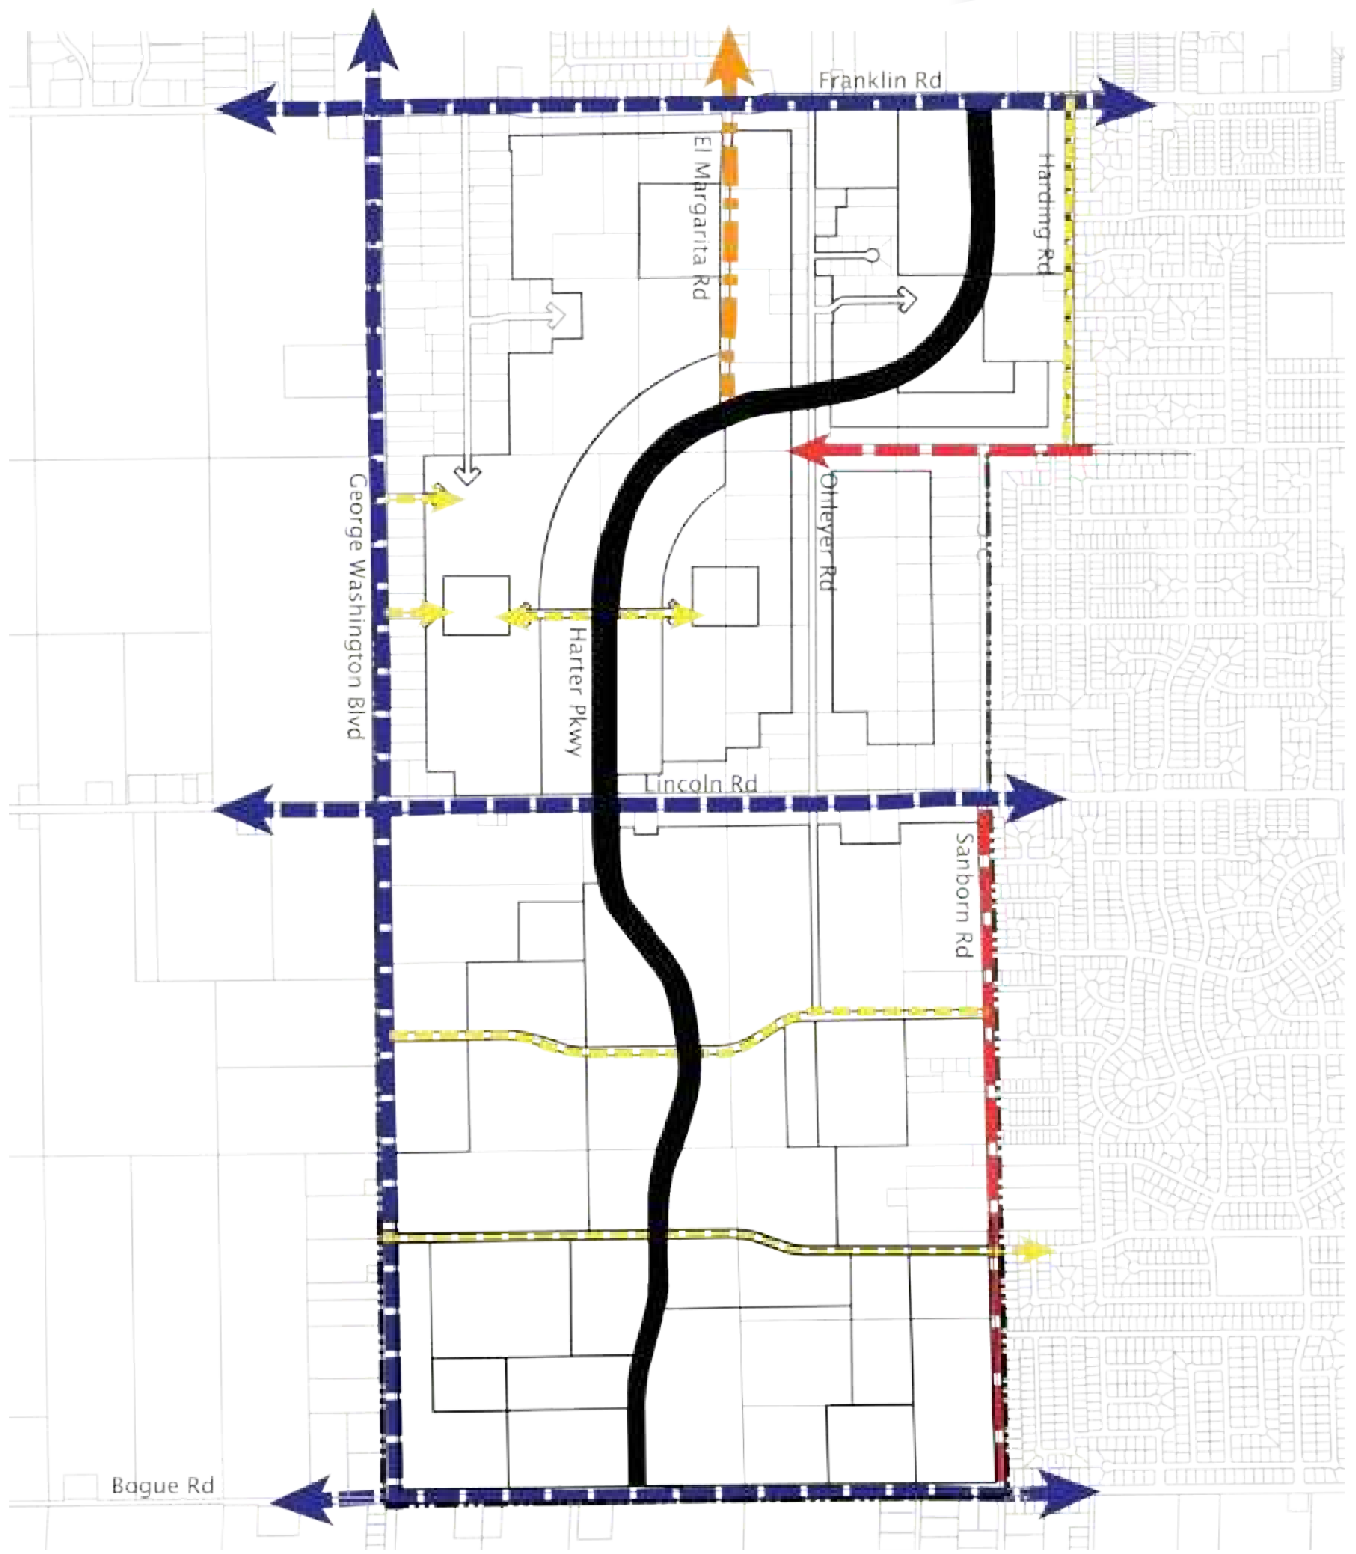 Franklin Rd
El Margarita Rd
Harding Rd
George Washington Blvd
Ohleyer Rd
Harter Pkwy
Lincoln Rd
Sanborn Rd
Bogue Rd